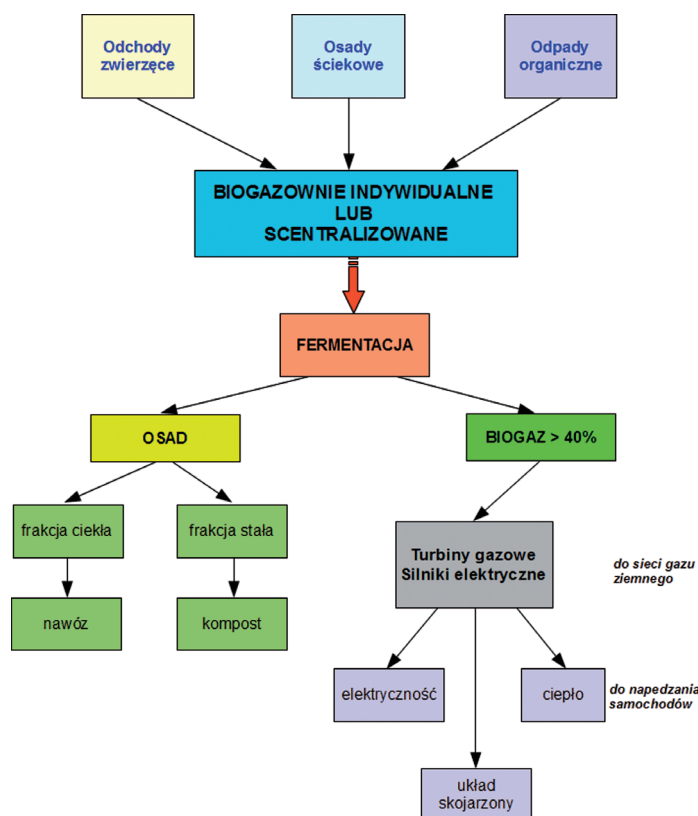 Odchody
zwierzęce
Osady
ściekowe
Odpady
organiczne
BIOGAZOWNIE INDYWIDUALNE
LUB
SCENTRALIZOWANE
FERMENTACJA
OSAD
BIOGAZ > 40%
frakcja ciekła
frakcja stała
Turbiny gazowe
Silniki elektryczne
do sieci gazu
ziemnego
nawóz
kompost
elektryczność
ciepło
do napedzania
samochodów
układ
skojarzony